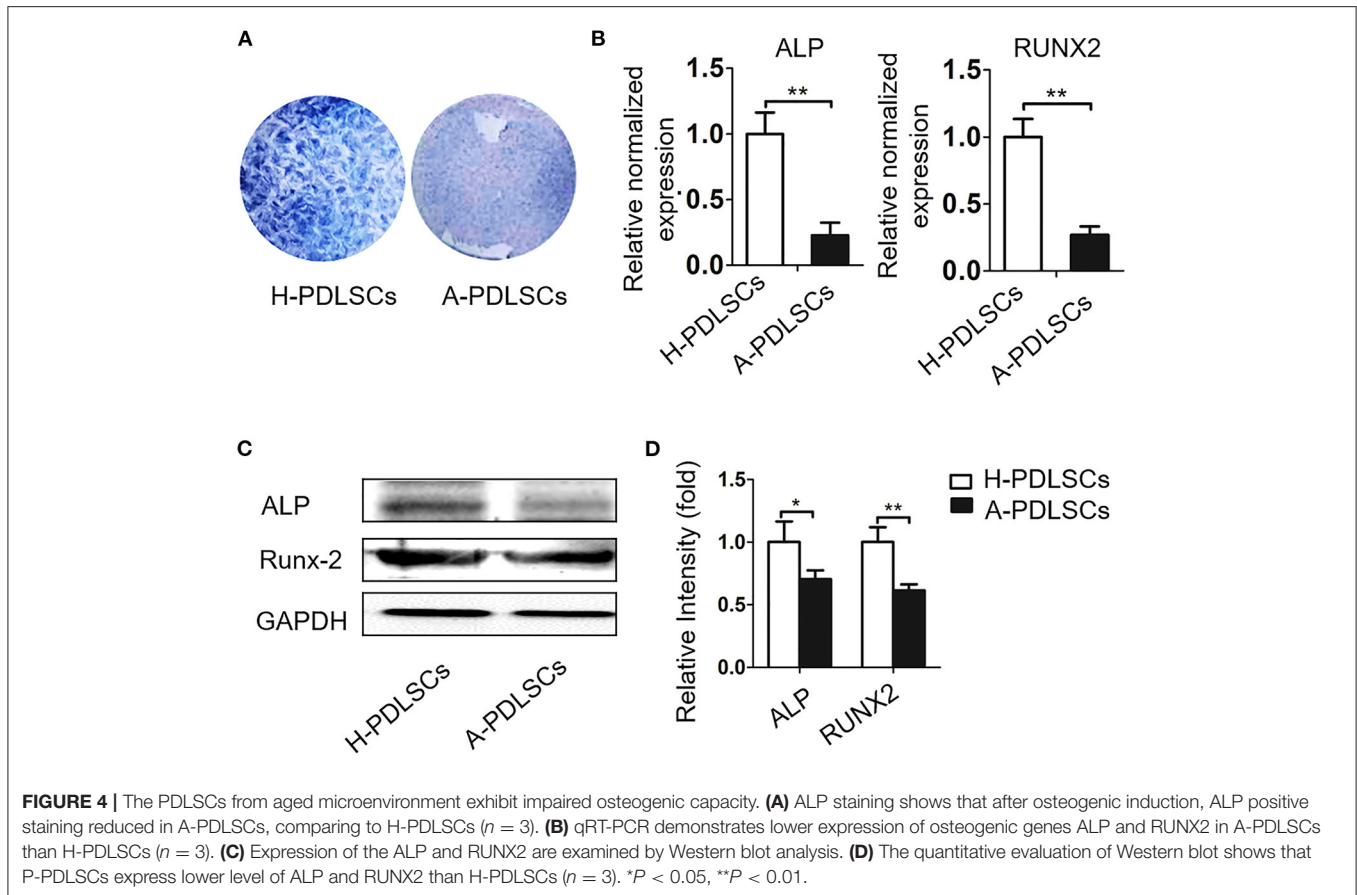 A
H-PDLSCs A-PDLSCs
B
ALP
Relative normalized
expression
1.5
1.0
0.5
0.0
**
H-PDLSCs
A-PDLSCs
RUNX2
Relative normalized
expression
1.5
1.0
0.5
0.0
**
H-PDLSCs
A-PDLSCs
C
ALP
Runx-2
GAPDH
H-PDLSCs
A-PDLSCs
D
Relative Intensity (fold)
1.5
1.0
0.5
0.0
*
**
ALP
RUNX2
H-PDLSCs
A-PDLSCs
FIGURE 4 | The PDLSCs from aged microenvironment exhibit impaired osteogenic capacity. (A) ALP staining shows that after osteogenic induction, ALP positive
staining reduced in A-PDLSCs, comparing to H-PDLSCs (n = 3). (B) qRT-PCR demonstrates lower expression of osteogenic genes ALP and RUNX2 in A-PDLSCs
than H-PDLSCs (n = 3). (C) Expression of the ALP and RUNX2 are examined by Western blot analysis. (D) The quantitative evaluation of Western blot shows that
P-PDLSCs express lower level of ALP and RUNX2 than H-PDLSCs (n = 3). *P < 0.05, **P < 0.01.